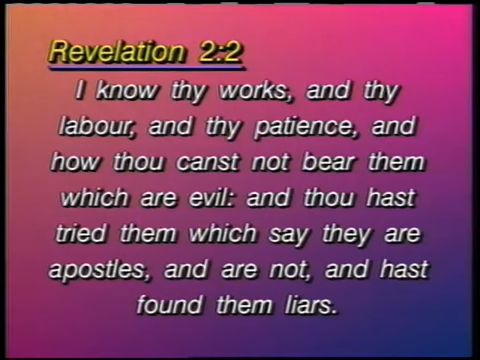 Revelation 2:2
I know thy works, and thy
labour, and thy patience, and
how thou canst not bear them
which are evil: and thou hast
tried them which say they are
apostles, and are not, and hast
found them liars.